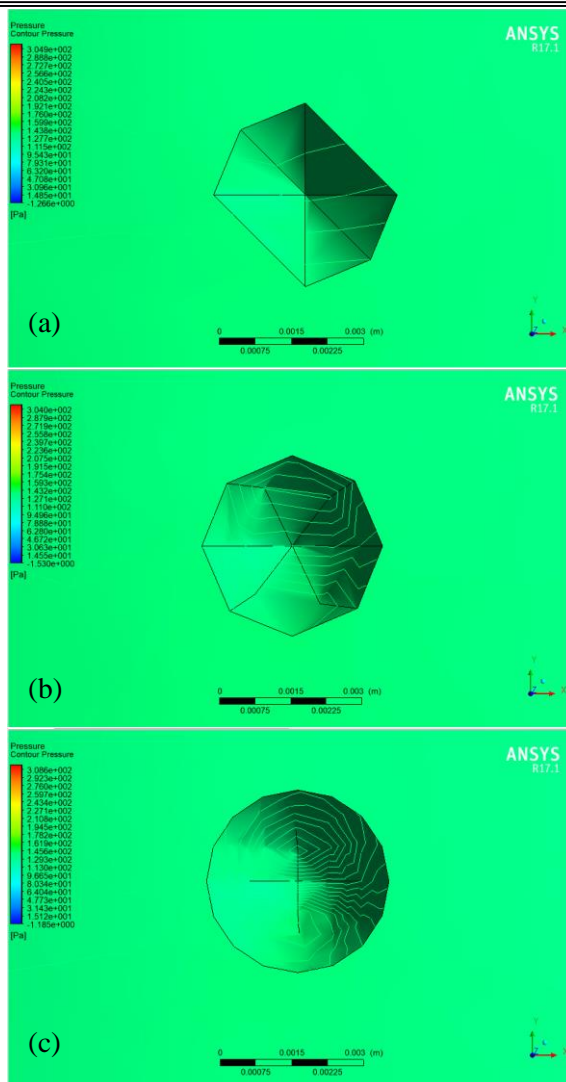 Pressure
Contour Pressure
3.049e+002
2.888e+002
2.727e+002
2.566e+002
2.405e+002
2.243e+002
2.082e+002
1.921e+002
1.760e+002
1.599e+002
1.438e+002
1.277e+002
1.115e+002
9.543e+001
7.931e+001
6.320e+001
4.708e+001
3.096e+001
1.485e+001
-1.266e+000
[Pa]
ANSYS
R17.1
(a)
0 0.0015 0.003 (m)
0.00075 0.00225
Y
Z X
Pressure
Contour Pressure
3.040e+002
2.879e+002
2.719e+002
2.558e+002
2.397e+002
2.236e+002
2.075e+002
1.915e+002
1.754e+002
1.593e+002
1.432e+002
1.271e+002
1.110e+002
9.496e+001
7.888e+001
6.280e+001
4.672e+001
3.063e+001
1.455e+001
-1.530e+000
[Pa]
ANSYS
R17.1
(b)
0 0.0015 0.003 (m)
0.00075 0.00225
Y
Z X
Pressure
Contour Pressure
3.086e+002
2.923e+002
2.760e+002
2.597e+002
2.434e+002
2.271e+002
2.108e+002
1.945e+002
1.782e+002
1.619e+002
1.456e+002
1.293e+002
1.130e+002
9.665e+001
8.034e+001
6.404e+001
4.773e+001
3.143e+001
1.512e+001
-1.185e+000
[Pa]
ANSYS
R17.1
(c)
0 0.0015 0.003 (m)
0.00075 0.00225
Y
Z X